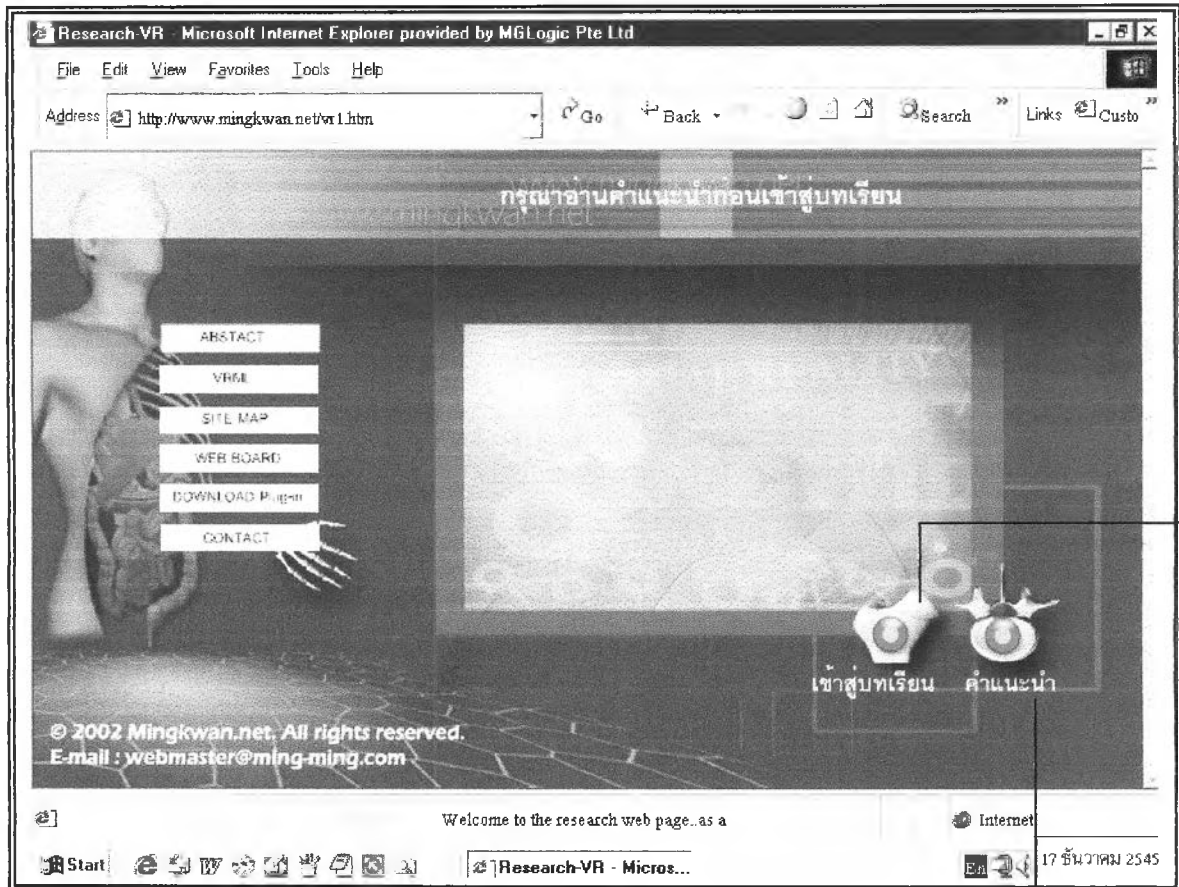 Research-VR - Microsoft Internet Explorer provided by MGLogic Pte Ltd
File Edit View Favorites Tools Help
Address http://www.mingkwan.net/vr1.htm Go Back Search » Links Custo »
กรุณาอ่านคำแนะนำก่อนเข้าสู่บทเรียน
mingkwan.net
ABSTACT
VRML
SITE MAP
WEB BOARD
DOWNLOAD Plug-in
CONTACT
เข้าสู่บทเรียน คำแนะนำ
© 2002 Mingkwan.net. All rights reserved.
E-mail : webmaster@ming-ming.com
Welcome to the research web page..as a Internet
Start Research-VR - Micros... En 17 ธันวาคม 2545